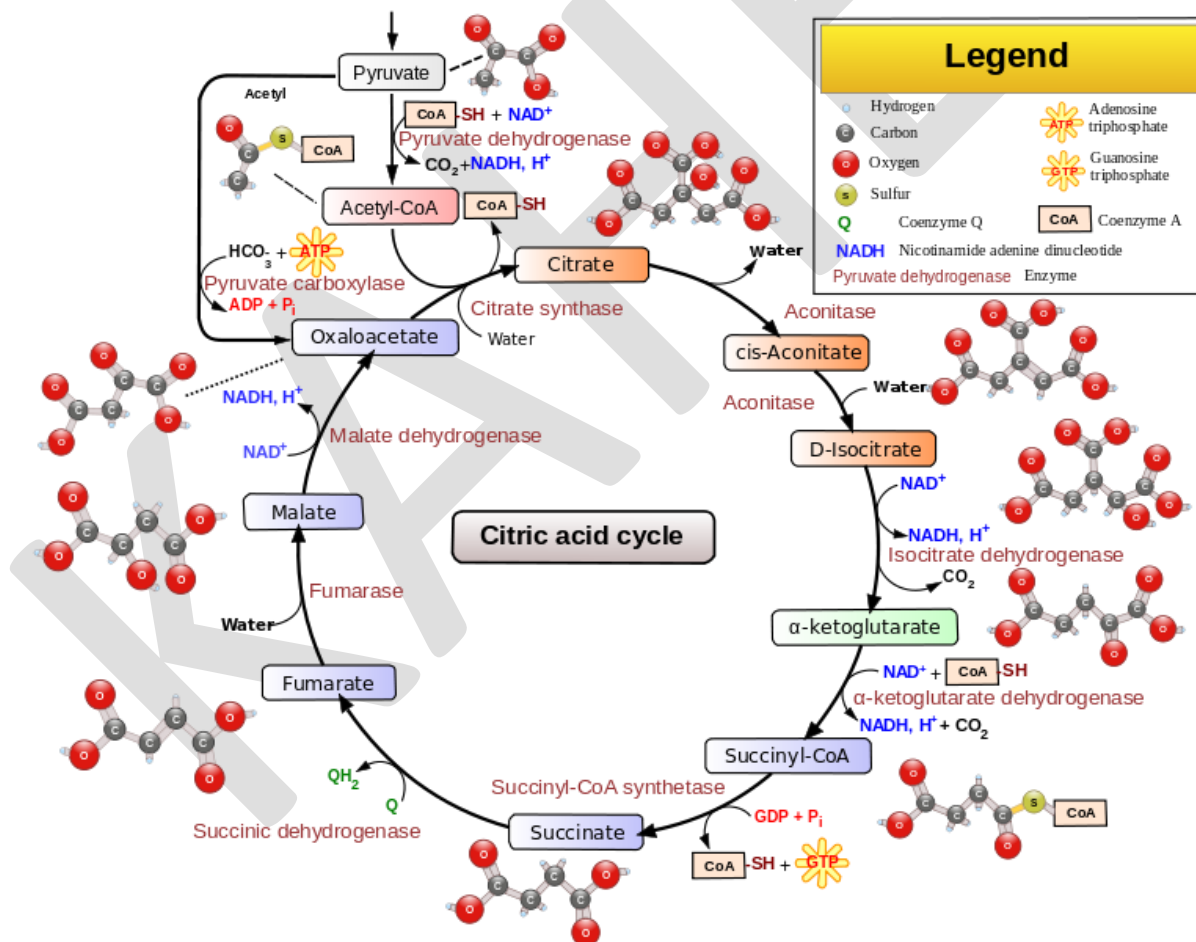 Pyruvate
Acetyl
CoA-SH + NAD+
Pyruvate dehydrogenase
CO2+NADH, H+
CoA
Acetyl-CoA
CoA-SH
HCO3- + ATP
Pyruvate carboxylase
ADP + Pi
Citrate
Water
Citrate synthase
Water
Oxaloacetate
Aconitase
cis-Aconitate
Water
Aconitase
D-Isocitrate
NAD+
NADH, H+
Isocitrate dehydrogenase
CO2
α-ketoglutarate
NAD+ + CoA-SH
α-ketoglutarate dehydrogenase
NADH, H+ + CO2
Succinyl-CoA
Succinyl-CoA synthetase
GDP + Pi
CoA-SH + GTP
S CoA
Succinate
QH2
Q
Succinic dehydrogenase
Fumarate
Water
Fumarase
Malate
NADH, H+
NAD+
Malate dehydrogenase
Citric acid cycle
Legend
Hydrogen
C Carbon
O Oxygen
S Sulfur
Q Coenzyme Q
NADH Nicotinamide adenine dinucleotide
Pyruvate dehydrogenase Enzyme
ATP Adenosine
triphosphate
GTP Guanosine
triphosphate
CoA Coenzyme A